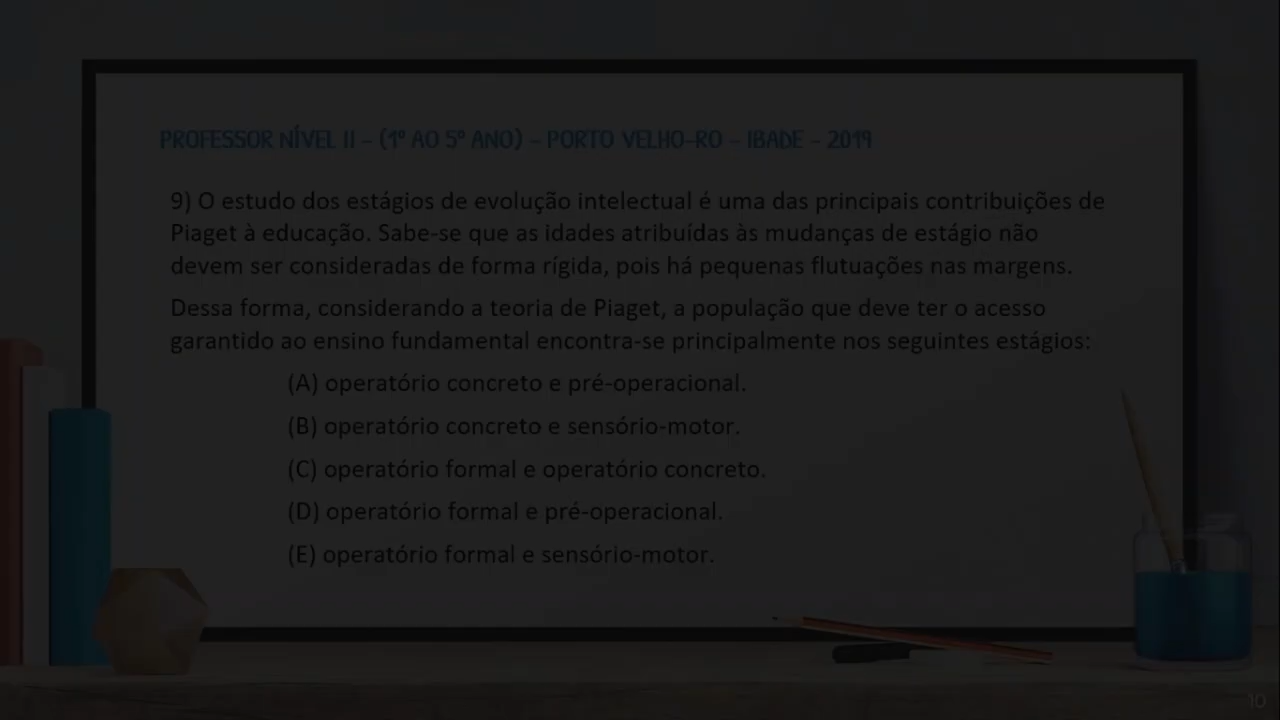 PROFESSOR NÍVEL II - (1º AO 5º ANO) - PORTO VELHO-RO - IBADE - 2019
9) O estudo dos estágios de evolução intelectual é uma das principais contribuições de
Piaget à educação. Sabe-se que as idades atribuídas às mudanças de estágio não
devem ser consideradas de forma rígida, pois há pequenas flutuações nas margens.
Dessa forma, considerando a teoria de Piaget, a população que deve ter o acesso
garantido ao ensino fundamental encontra-se principalmente nos seguintes estágios:
(A) operatório concreto e pré-operacional.
(B) operatório concreto e sensório-motor.
(C) operatório formal e operatório concreto.
(D) operatório formal e pré-operacional.
(E) operatório formal e sensório-motor.
10